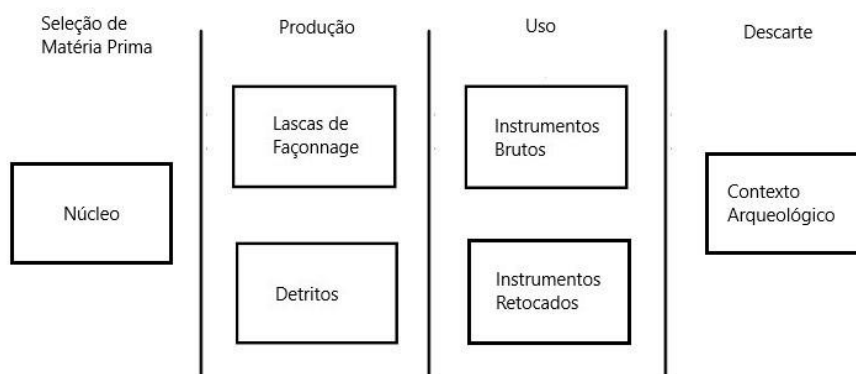 Seleção de
Matéria Prima
Produção
Uso
Descarte
Núcleo
Lascas de
Façonnage
Detritos
Instrumentos
Brutos
Instrumentos
Retocados
Contexto
Arqueológico